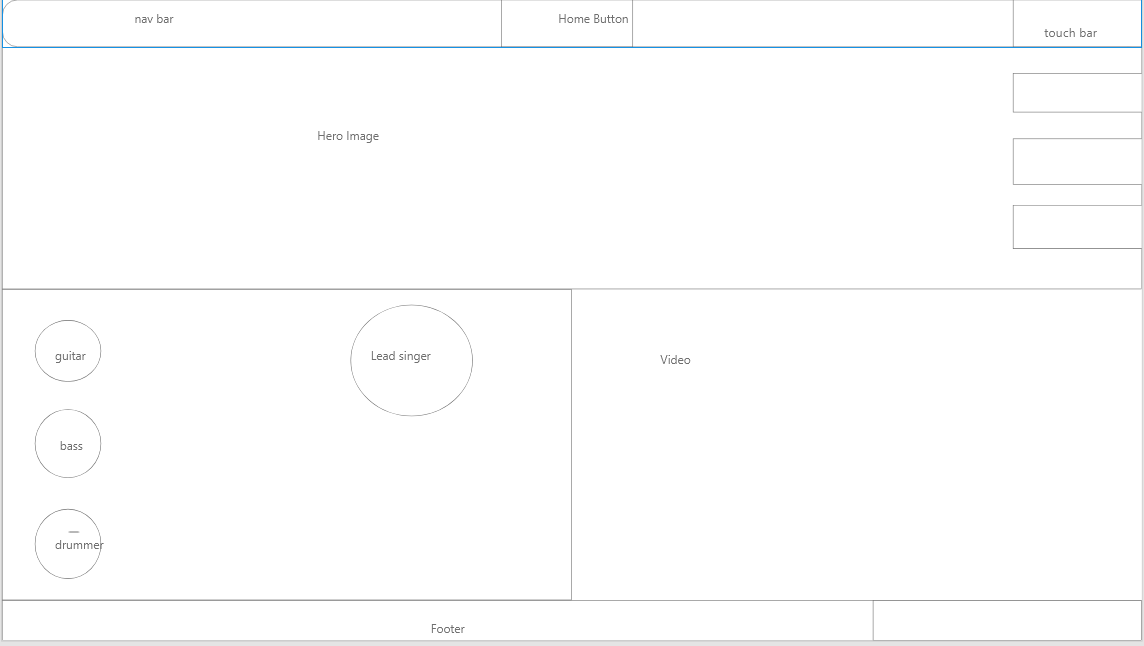 nav bar
Home Button
touch bar
Hero Image
guitar
Lead singer
Video
bass
drummer
Footer